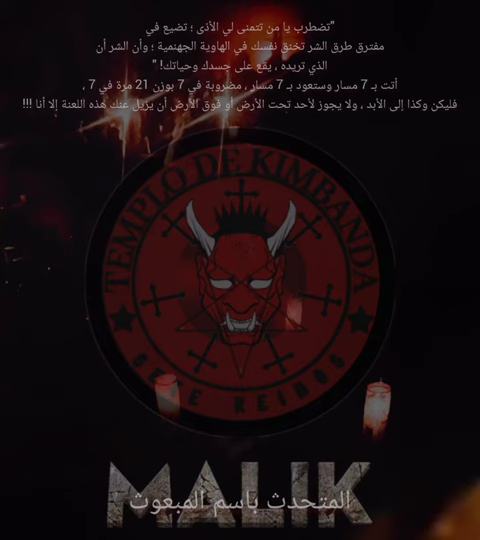 "تضطرب يا من تتمنى لي الأذى ؛ تضيع في
مفترق طرق الشر تخنق نفسك في الهاوية الجهنمية ؛ وأن الشر أن
الذي تريده ، يقع على جسدك وحياتك! "
أتت بـ 7 مسار وستعود بـ 7 مسار ، مضروبة في 7 بوزن 21 مرة في 7 ،
فليكن وكذا إلى الأبد ، ولا يجوز لأحد تحت الأرض أو فوق الأرض أن يزيل عنك هذه اللعنة إلا أنا !!!
TEMPLO DE KIMBANDA
SETE REINOS
MALIK
المتحدث باسم المبعوث